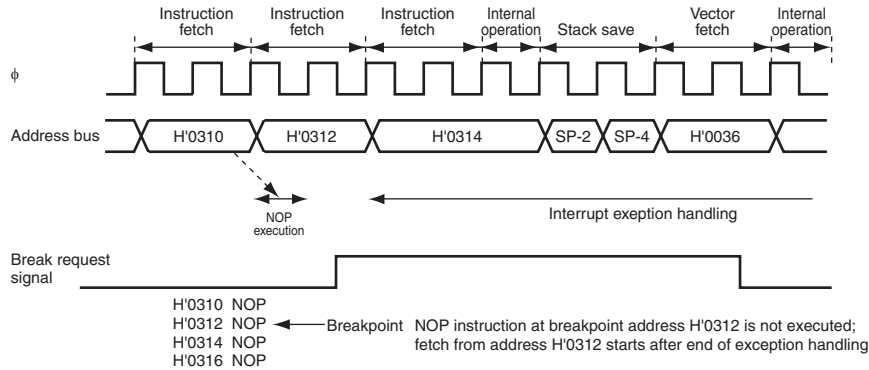 Instruction fetch
Instruction fetch
Instruction fetch
Internal operation
Stack save
Vector fetch
Internal operation
φ
Address bus
H'0310
H'0312
H'0314
SP-2
SP-4
H'0036
NOP execution
Interrupt exeption handling
Break request signal
H'0310 NOP
H'0312 NOP
H'0314 NOP
H'0316 NOP
Breakpoint
NOP instruction at breakpoint address H'0312 is not executed;
fetch from address H'0312 starts after end of exception handling